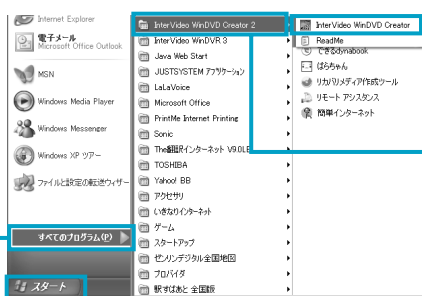 Internet Explorer
電子メール
Microsoft Office Outlook
MSN
Windows Media Player
Windows Messenger
Windows XP ツアー
ファイルと設定の転送ウィザー
すべてのプログラム(P)
スタート
InterVideo WinDVD Creator 2
InterVideo WinDVR 3
Java Web Start
JUSTSYSTEM アプリケーション
LaLaVoice
Microsoft Office
PrintMe Internet Printing
Sonic
The翻訳インターネット V9.0LE
TOSHIBA
Yahoo! BB
アクセサリ
いきなりインターネット
ゲーム
スタートアップ
ゼンリンデジタル全国地図
プロバイダ
駅すぱあと 全国版
InterVideo WinDVD Creator
ReadMe
できるdynabook
ぱらちゃん
リカバリメディア作成ツール
リモート アシスタンス
簡単インターネット